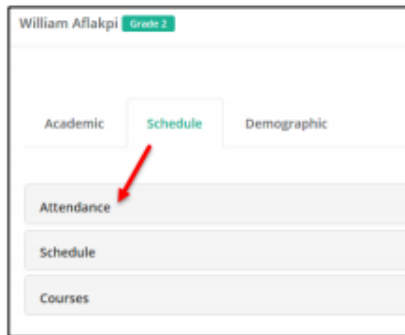 William Aflakpi Grade 2
Academic Schedule Demographic
Attendance
Schedule
Courses